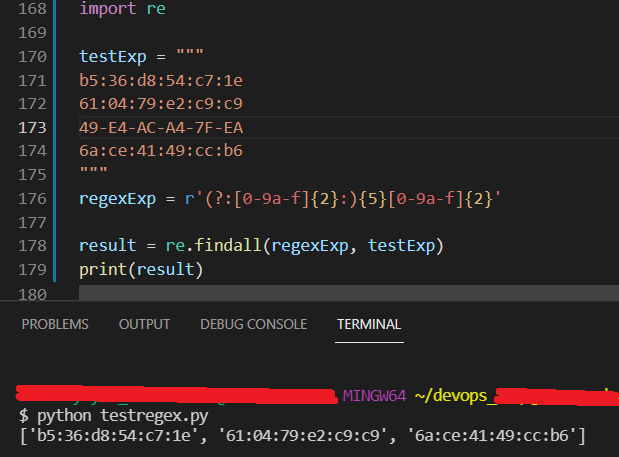 168 import re
169
170 testExp = """
171 b5:36:d8:54:c7:1e
172 61:04:79:e2:c9:c9
173 49-E4-AC-A4-7F-EA
174 6a:ce:41:49:cc:b6
175 """
176 regexExp = r'(?:[0-9a-f]{2}:){5}[0-9a-f]{2}'
177
178 result = re.findall(regexExp, testExp)
179 print(result)
180
PROBLEMS OUTPUT DEBUG CONSOLE TERMINAL
MINGW64 ~/devops_
$ python testregex.py
['b5:36:d8:54:c7:1e', '61:04:79:e2:c9:c9', '6a:ce:41:49:cc:b6']